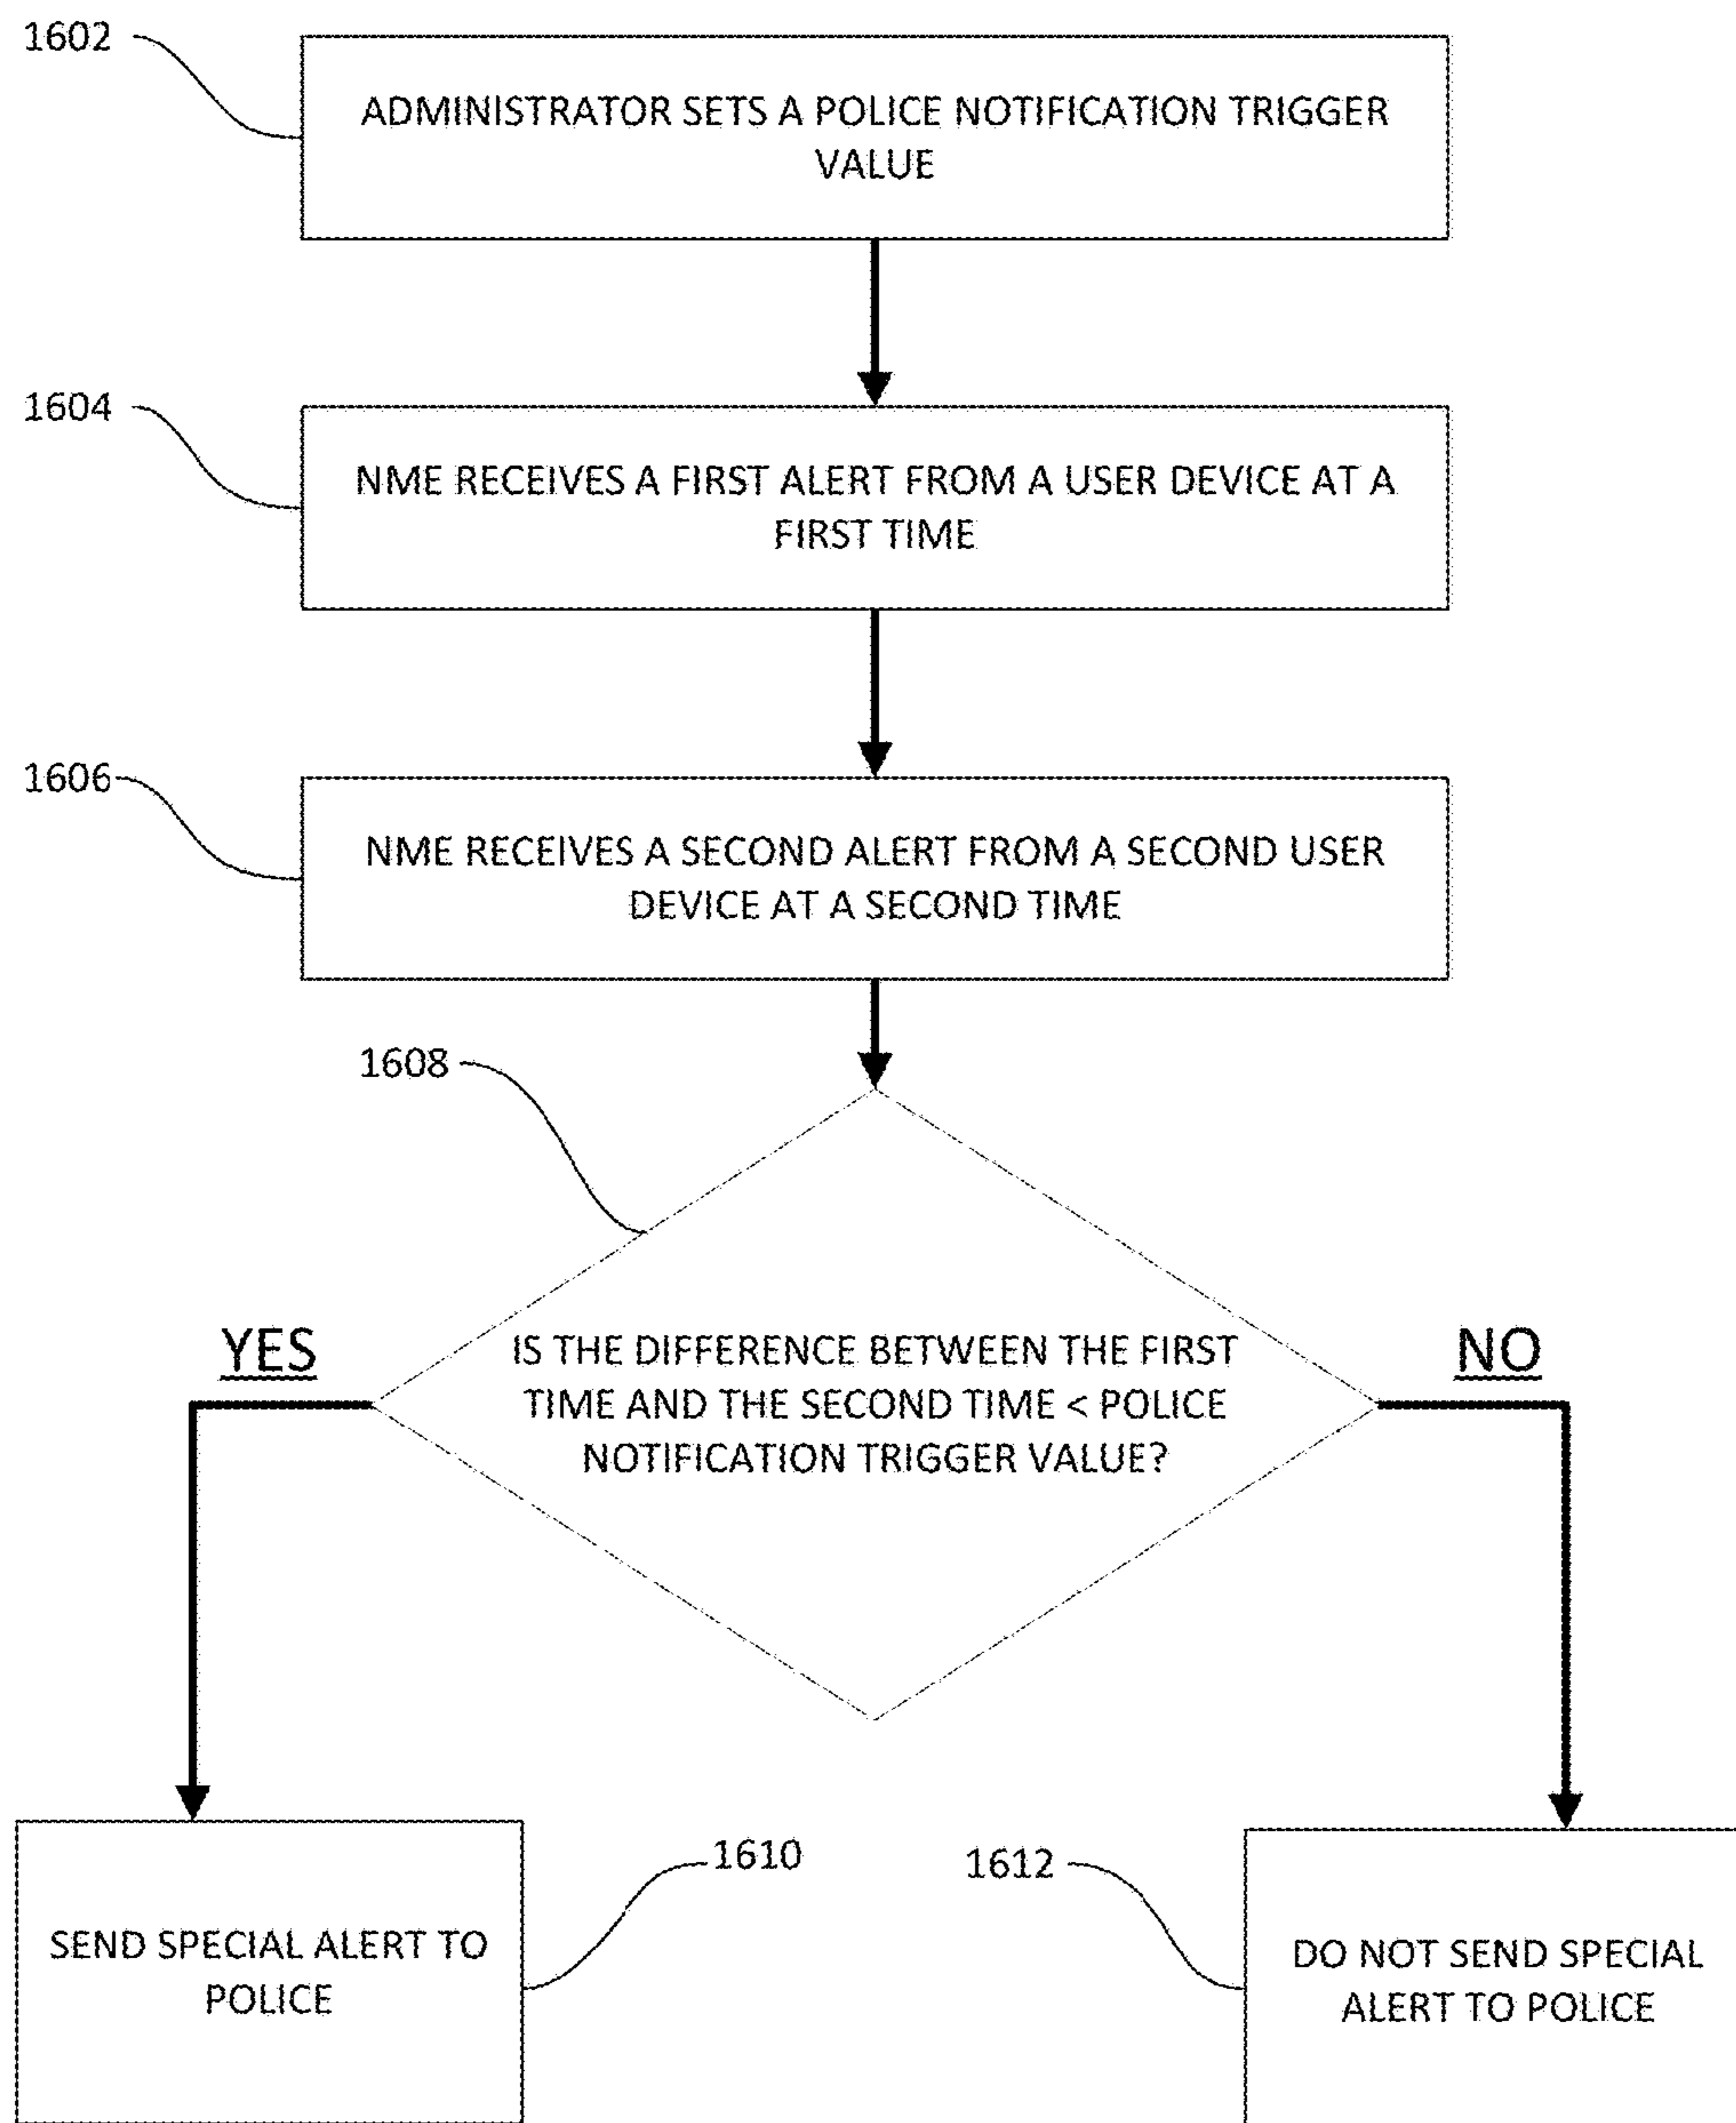 1602
ADMINISTRATOR SETS A POLICE NOTIFICATION TRIGGER
VALUE
1604
NME RECEIVES A FIRST ALERT FROM A USER DEVICE AT A
FIRST TIME
1606
NME RECEIVES A SECOND ALERT FROM A SECOND USER
DEVICE AT A SECOND TIME
1608
YES
NO
IS THE DIFFERENCE BETWEEN THE FIRST
TIME AND THE SECOND TIME < POLICE
NOTIFICATION TRIGGER VALUE?
1610
1612
SEND SPECIAL ALERT TO
POLICE
DO NOT SEND SPECIAL
ALERT TO POLICE